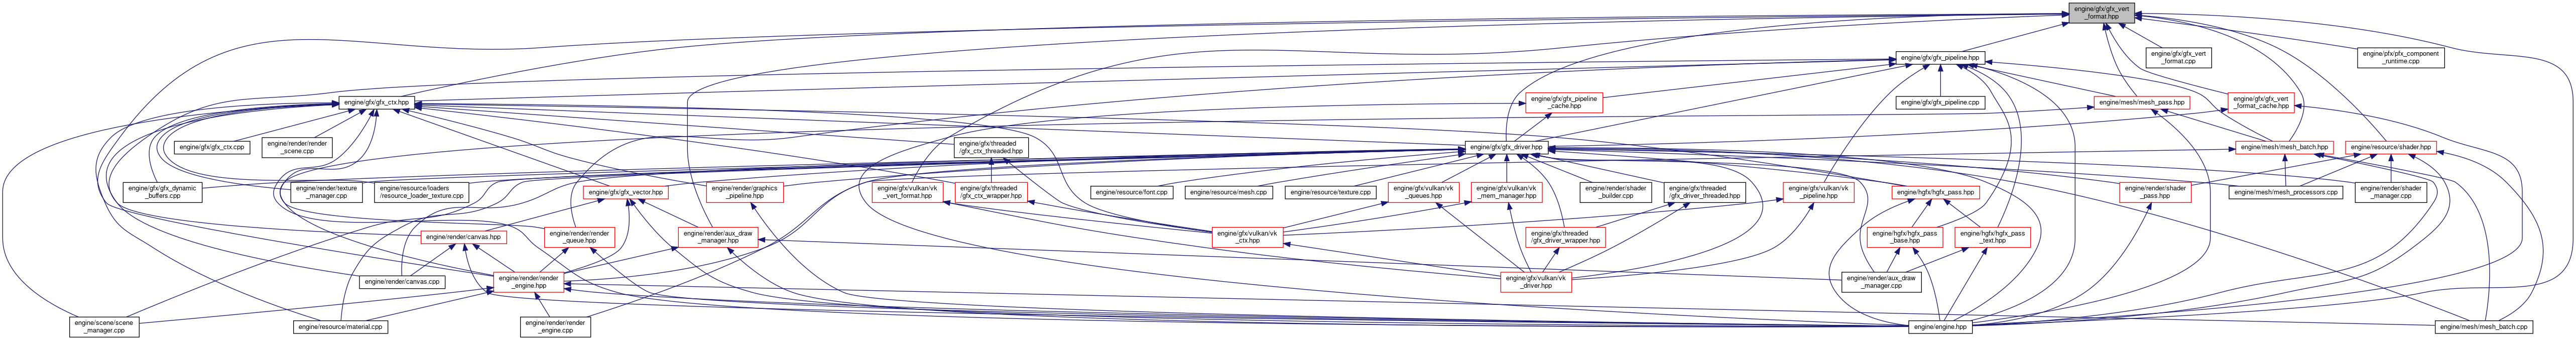 engine/gfx/gfx_vert
_format.hpp
engine/gfx/gfx_pipeline.hpp
engine/gfx/gfx_vert
_format.cpp
engine/pfx/pfx_component
_runtime.cpp
engine/gfx/gfx_ctx.hpp
engine/gfx/gfx_pipeline
_cache.hpp
engine/gfx/gfx_pipeline.cpp
engine/mesh/mesh_pass.hpp
engine/gfx/gfx_vert
_format_cache.hpp
engine/gfx/gfx_ctx.cpp
engine/render/render
_scene.cpp
engine/gfx/threaded
/gfx_ctx_threaded.hpp
engine/gfx/gfx_driver.hpp
engine/mesh/mesh_batch.hpp
engine/resource/shader.hpp
engine/gfx/gfx_dynamic
_buffers.cpp
engine/render/texture
_manager.cpp
engine/resource/loaders
/resource_loader_texture.cpp
engine/gfx/gfx_vector.hpp
engine/render/graphics
_pipeline.hpp
engine/gfx/vulkan/vk
_vert_format.hpp
engine/gfx/threaded
/gfx_ctx_wrapper.hpp
engine/resource/font.cpp
engine/resource/mesh.cpp
engine/resource/texture.cpp
engine/gfx/vulkan/vk
_queues.hpp
engine/gfx/vulkan/vk
_mem_manager.hpp
engine/render/shader
_builder.cpp
engine/gfx/threaded
/gfx_driver_threaded.hpp
engine/gfx/vulkan/vk
_pipeline.hpp
engine/hgfx/hgfx_pass.hpp
engine/render/shader
_pass.hpp
engine/mesh/mesh_processors.cpp
engine/render/shader
_manager.cpp
engine/render/canvas.hpp
engine/render/render
_queue.hpp
engine/render/aux_draw
_manager.hpp
engine/gfx/vulkan/vk
_ctx.hpp
engine/gfx/threaded
/gfx_driver_wrapper.hpp
engine/hgfx/hgfx_pass
_base.hpp
engine/hgfx/hgfx_pass
_text.hpp
engine/render/canvas.cpp
engine/render/render
_engine.hpp
engine/gfx/vulkan/vk
_driver.hpp
engine/render/aux_draw
_manager.cpp
engine/scene/scene
_manager.cpp
engine/resource/material.cpp
engine/render/render
_engine.cpp
engine/engine.hpp
engine/mesh/mesh_batch.cpp